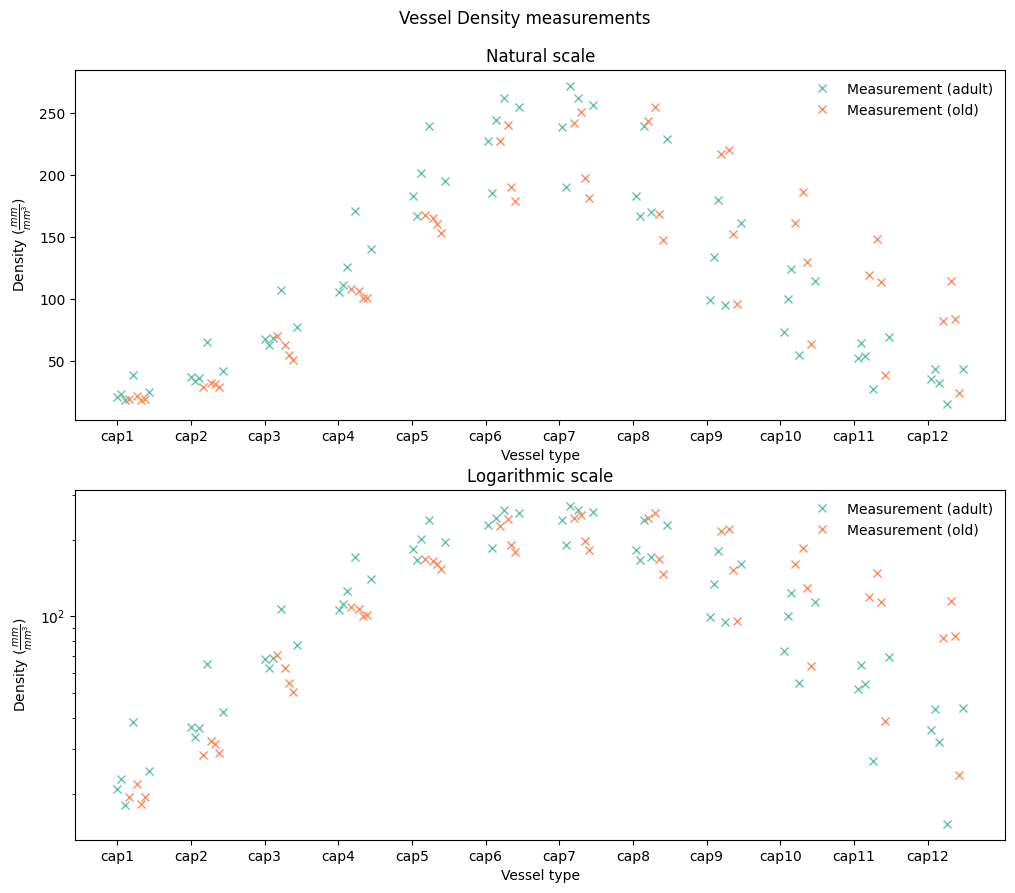 Vessel Density measurements
Natural scale
Measurement (adult)
Measurement (old)
Density (mm/mm³)
250
200
150
100
50
cap1 cap2 cap3 cap4 cap5 cap6 cap7 cap8 cap9 cap10 cap11 cap12
Vessel type
Logarithmic scale
Measurement (adult)
Measurement (old)
Density (mm/mm³)
10²
cap1 cap2 cap3 cap4 cap5 cap6 cap7 cap8 cap9 cap10 cap11 cap12
Vessel type